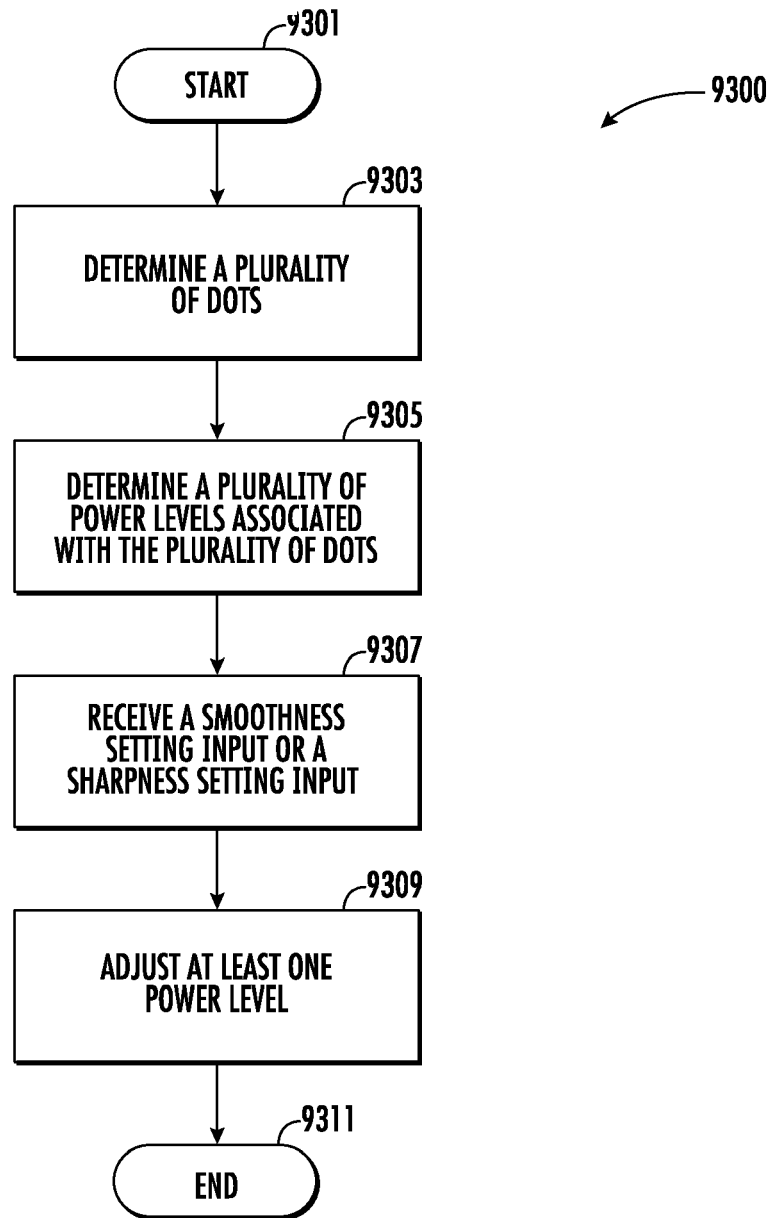 9301
START
9300
9303
DETERMINE A PLURALITY
OF DOTS
9305
DETERMINE A PLURALITY OF
POWER LEVELS ASSOCIATED
WITH THE PLURALITY OF DOTS
9307
RECEIVE A SMOOTHNESS
SETTING INPUT OR A
SHARPNESS SETTING INPUT
9309
ADJUST AT LEAST ONE
POWER LEVEL
9311
END